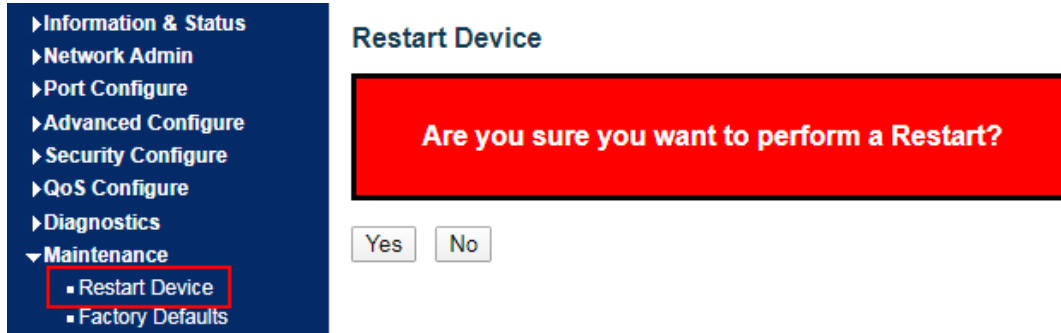 Information & Status
Network Admin
Port Configure
Advanced Configure
Security Configure
QoS Configure
Diagnostics
Maintenance
Restart Device
Factory Defaults
Restart Device
Are you sure you want to perform a Restart?
Yes No